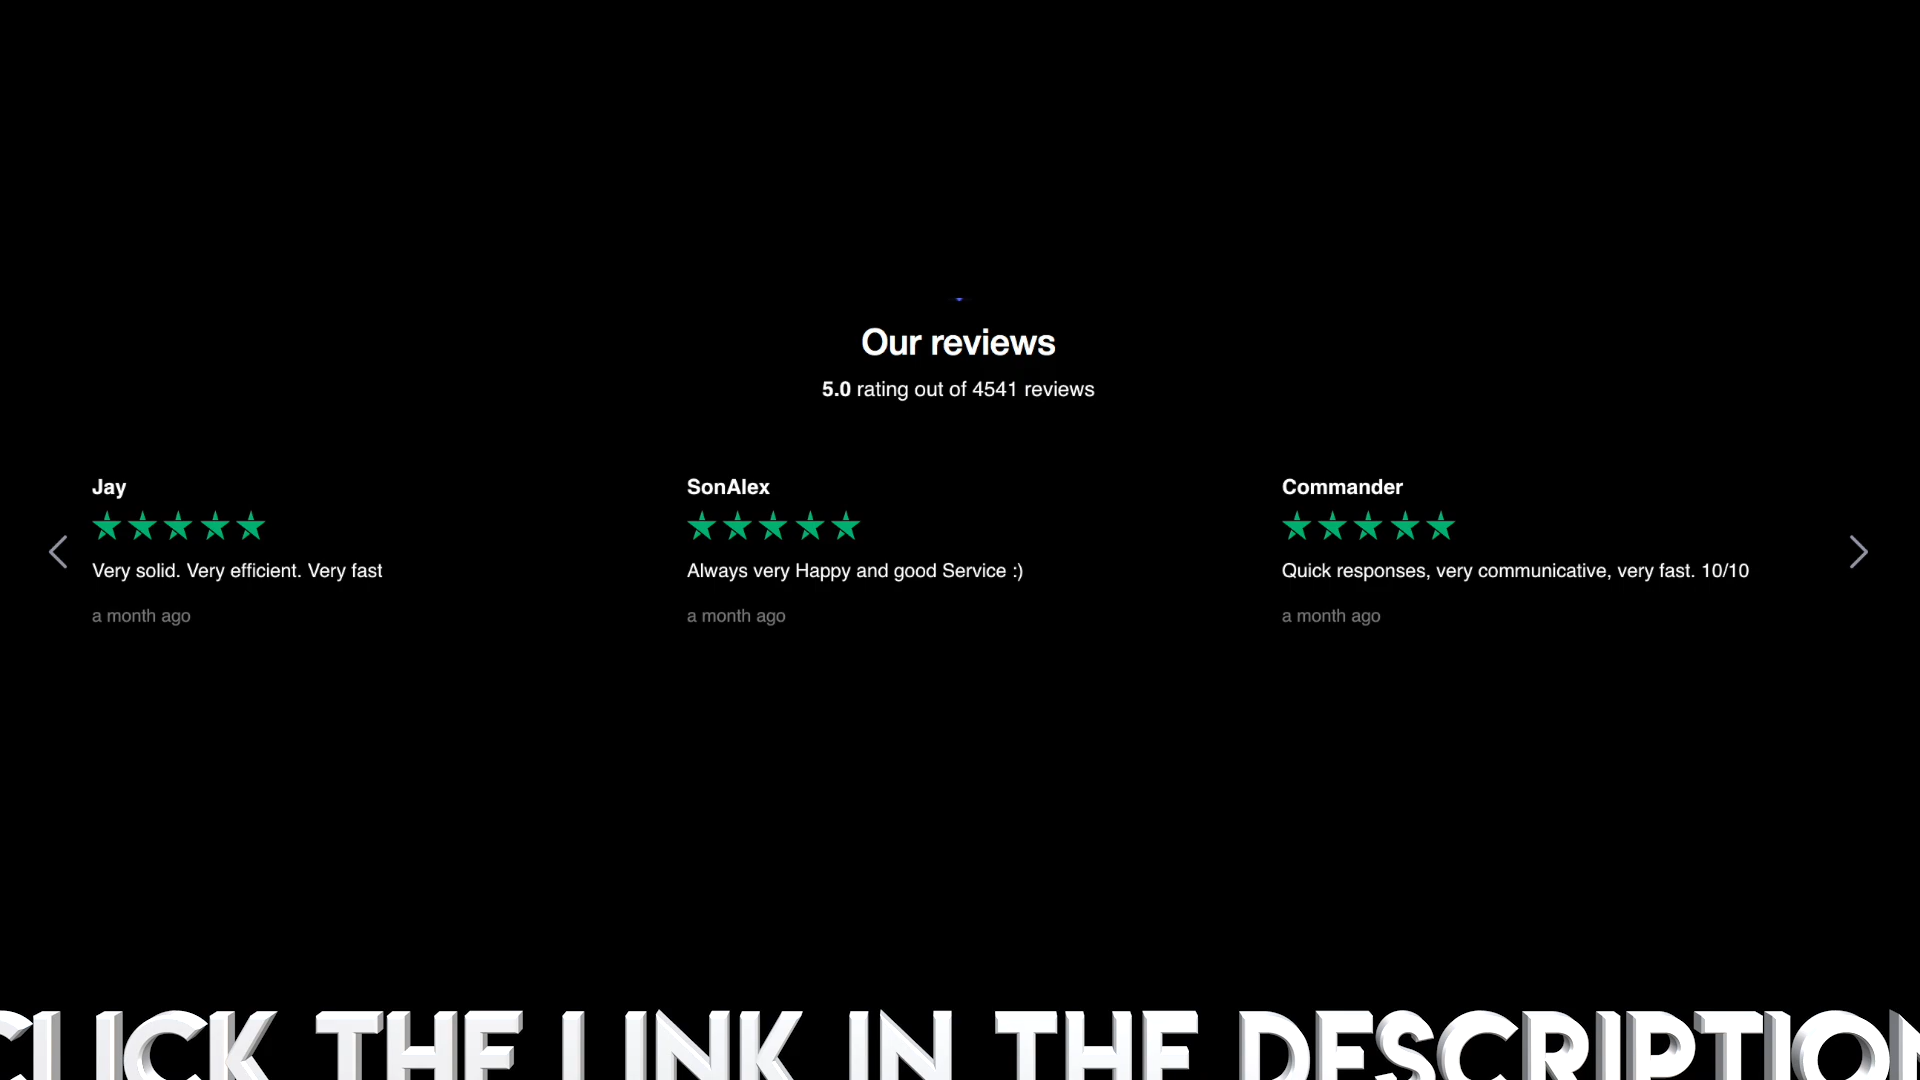 Our reviews
5.0 rating out of 4541 reviews
Jay
Very solid. Very efficient. Very fast
a month ago
SonAlex
Always very Happy and good Service :)
a month ago
Commander
Quick responses, very communicative, very fast. 10/10
a month ago
CLICK THE LINK IN THE DESCRIPTION